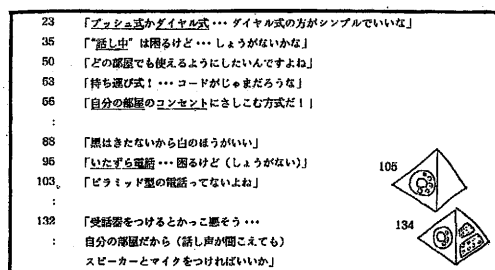 23 「プッシュ式かダイヤル式 … ダイヤル式の方がシンプルでいいな」
35 「“話し中”は困るけど … しょうがないかな」
50 「どの部屋でも使えるようにしたいんですよね」
53 「持ち運び式！ … コードがじゃまだろうな」
56 「自分の部屋のコンセントにさしこむ方式だ！」
：
88 「黒はきたないから白のほうがいい」
95 「いたずら電話 … 困るけど（しょうがない）」
103 「ピラミッド型の電話ってないよね」
：
132 「受話器をつけるとかっこ悪そう …
： 自分の部屋だから（話し声が聞こえても）
スピーカーとマイクをつければいいか」
105
134